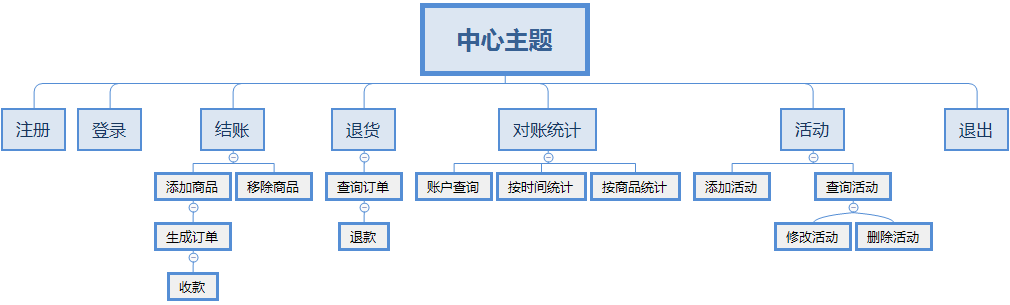 中心主题
注册
登录
结账
退货
对账统计
活动
退出
添加商品
移除商品
查询订单
账户查询
按时间统计
按商品统计
添加活动
查询活动
生成订单
退款
修改活动
删除活动
收款